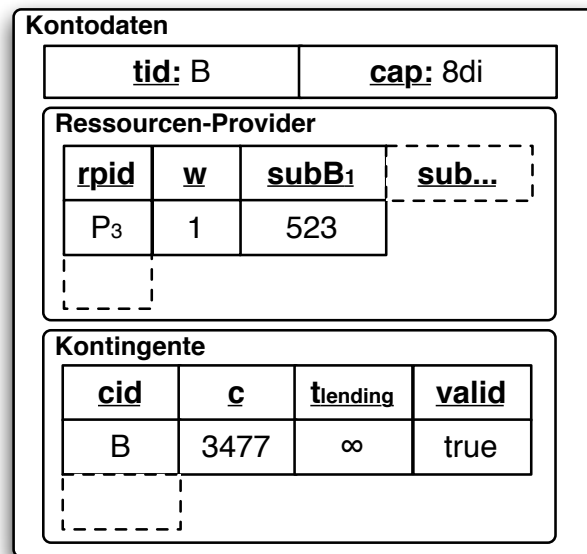 Kontodaten
tid: B cap: 8di
Ressourcen-Provider
rpid w subB1 sub...
P3 1 523
Kontingente
cid c tlending valid
B 3477 ∞ true